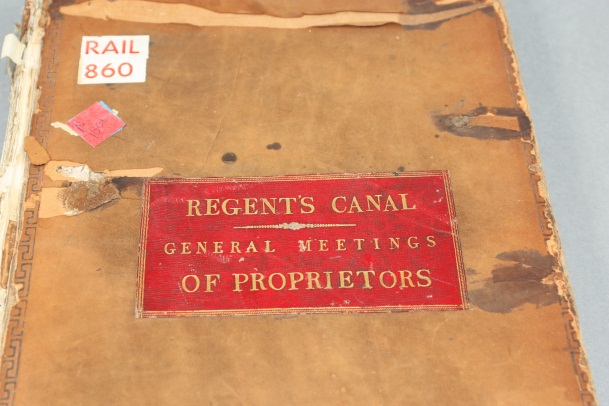 RAIL
860
REGENT'S CANAL
GENERAL MEETINGS
OF PROPRIETORS